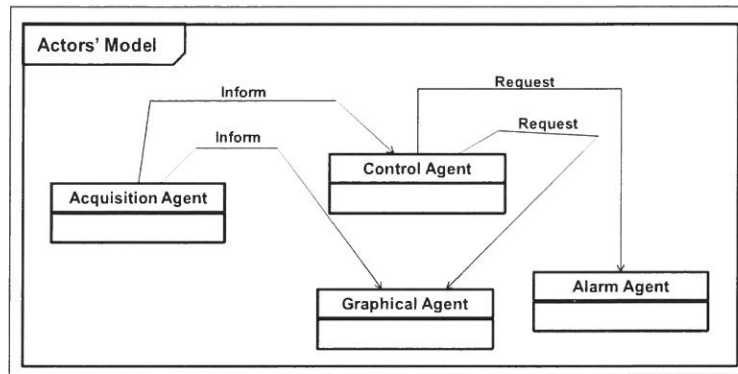 Actors' Model
Inform
Request
Inform
Request
Control Agent
Acquisition Agent
Alarm Agent
Graphical Agent